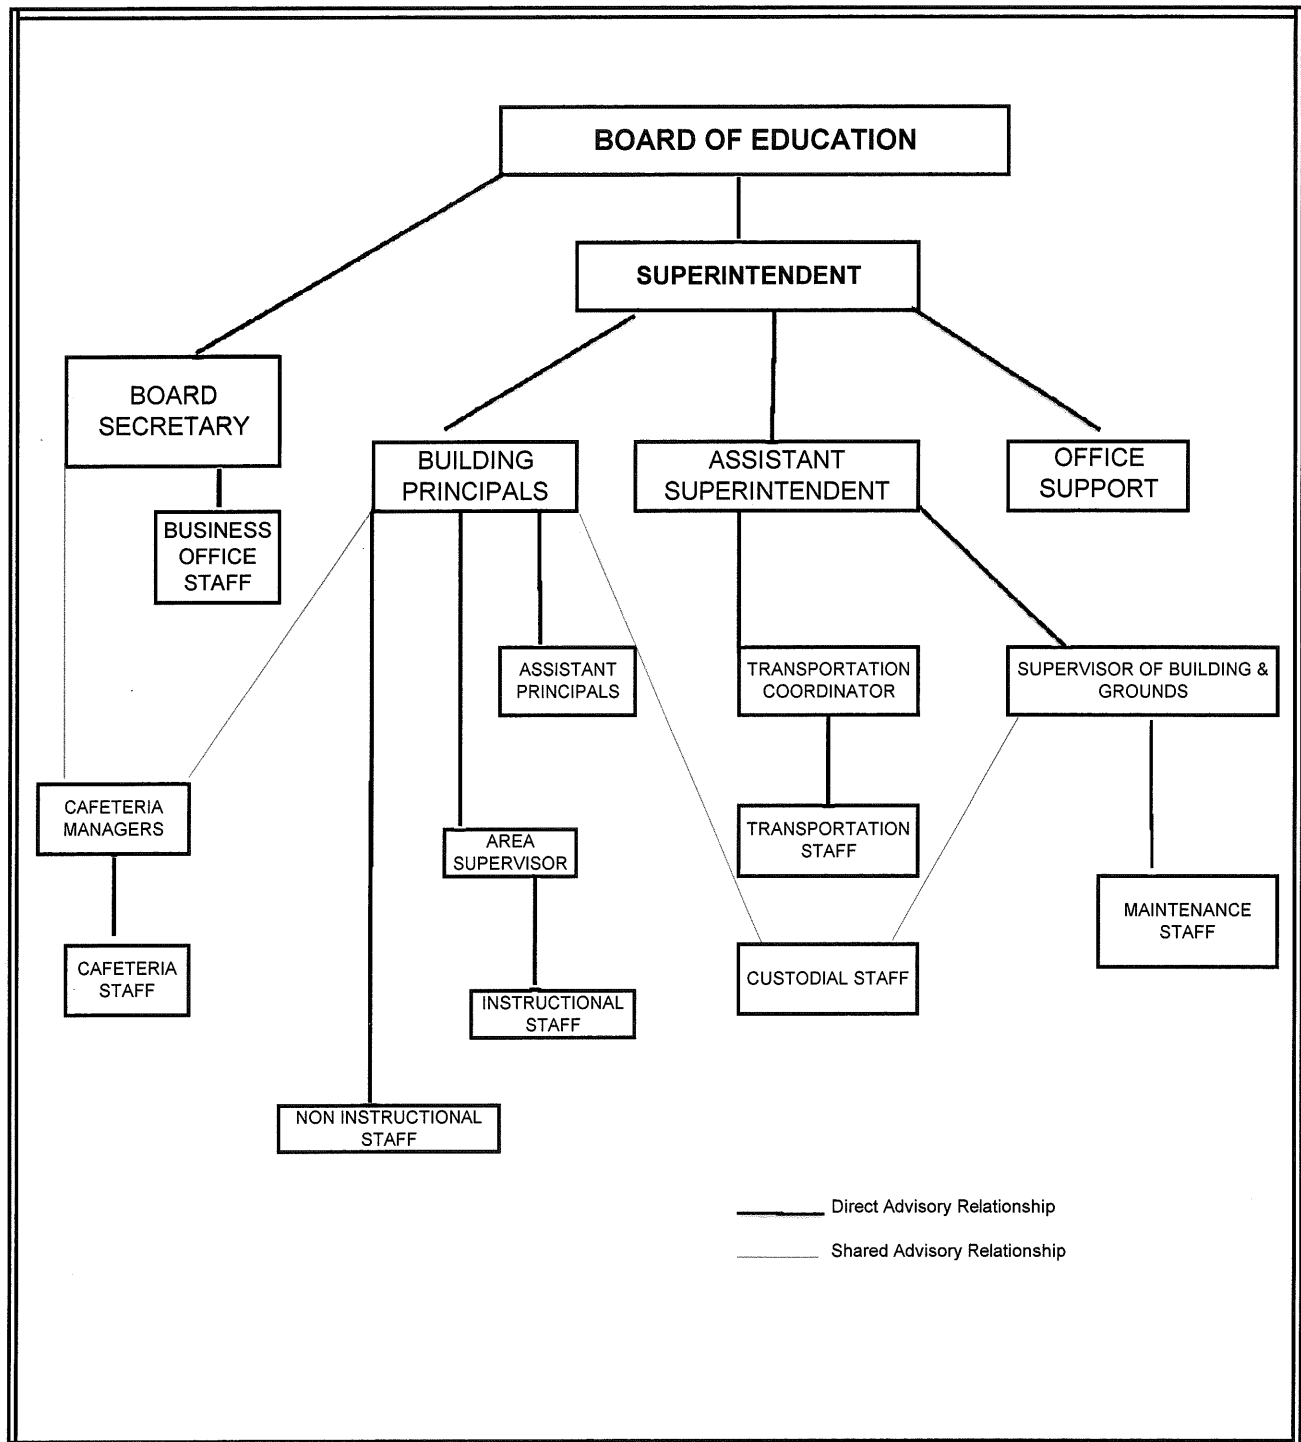 BOARD OF EDUCATION
SUPERINTENDENT
BOARD
SECRETARY
BUILDING
PRINCIPALS
ASSISTANT
SUPERINTENDENT
OFFICE
SUPPORT
BUSINESS
OFFICE
STAFF
ASSISTANT
PRINCIPALS
TRANSPORTATION
COORDINATOR
SUPERVISOR OF BUILDING &
GROUNDS
CAFETERIA
MANAGERS
AREA
SUPERVISOR
TRANSPORTATION
STAFF
MAINTENANCE
STAFF
CAFETERIA
STAFF
CUSTODIAL STAFF
INSTRUCTIONAL
STAFF
NON INSTRUCTIONAL
STAFF
Direct Advisory Relationship
Shared Advisory Relationship